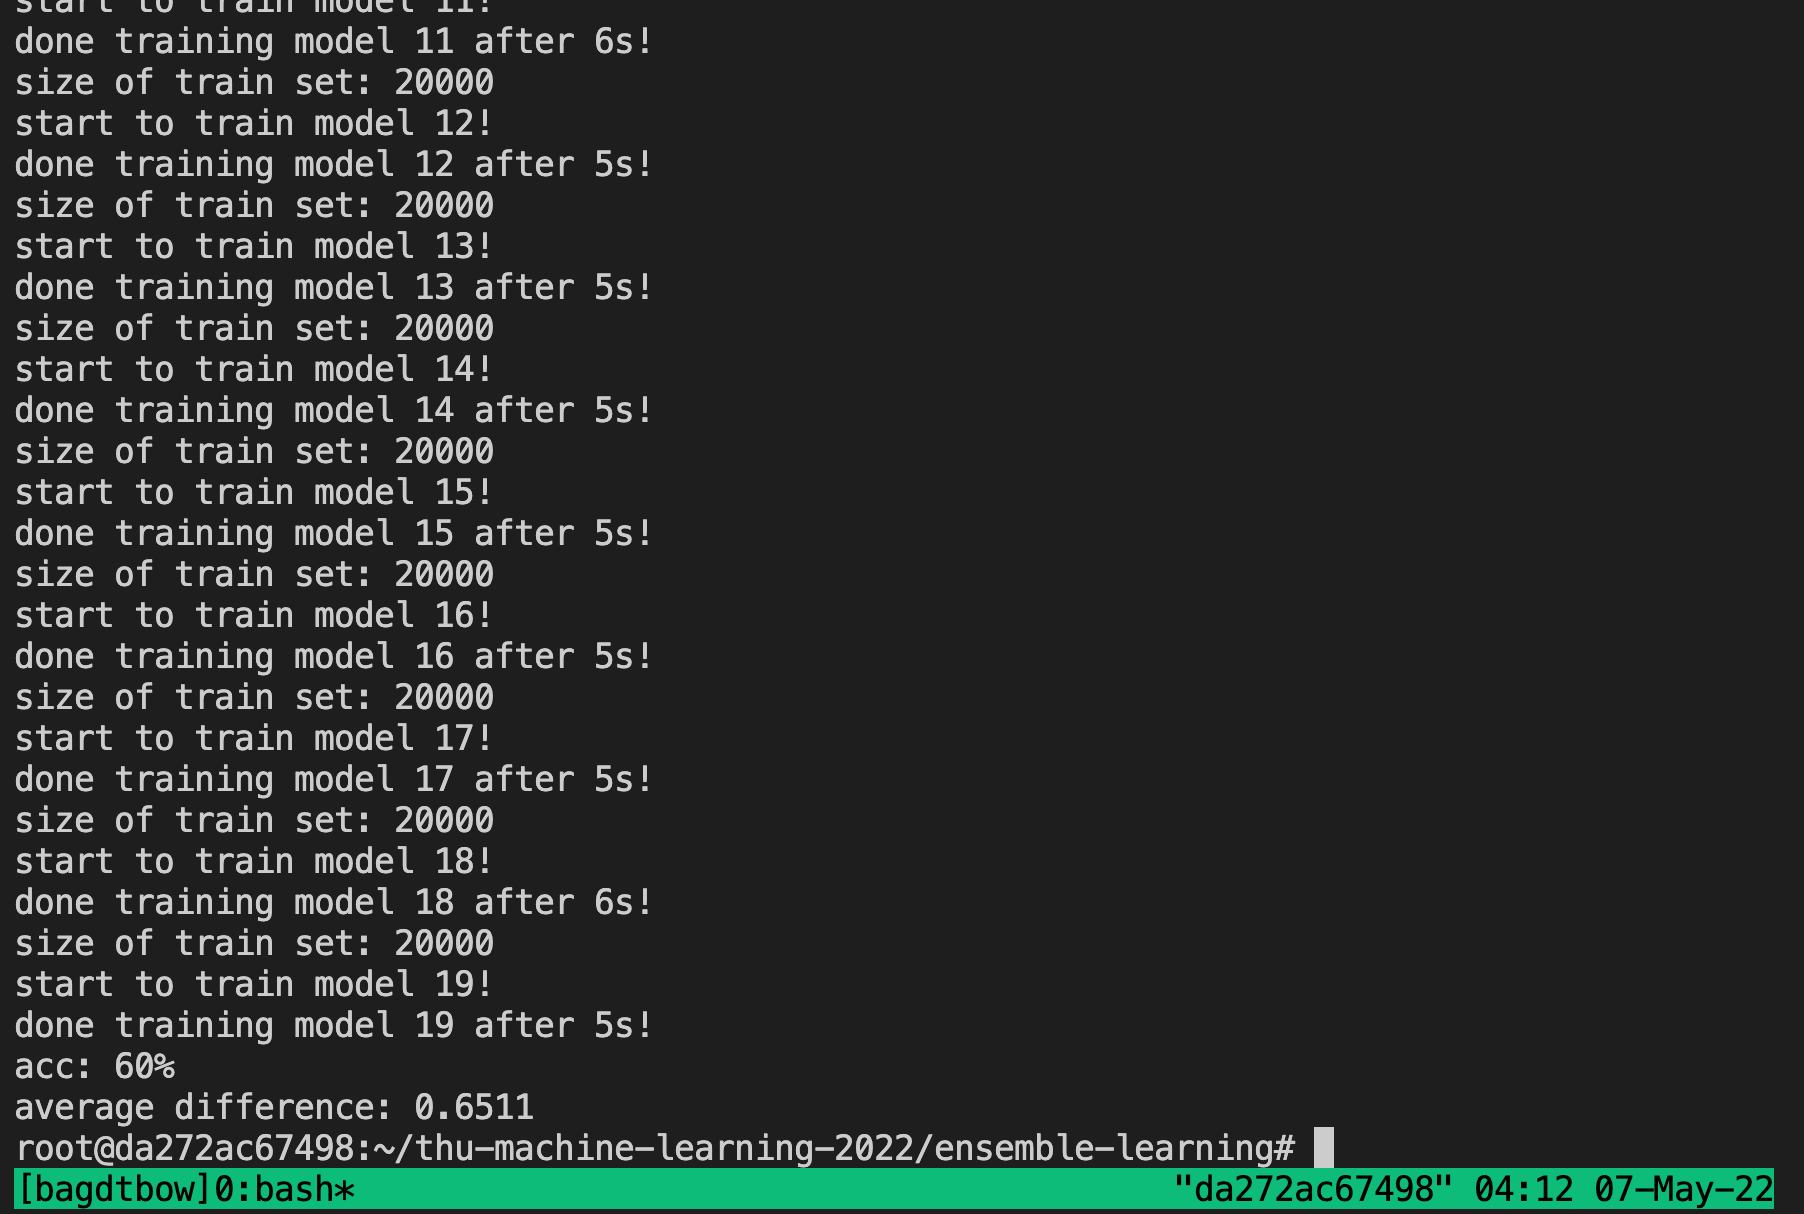 start to train model 11!
done training model 11 after 6s!
size of train set: 20000
start to train model 12!
done training model 12 after 5s!
size of train set: 20000
start to train model 13!
done training model 13 after 5s!
size of train set: 20000
start to train model 14!
done training model 14 after 5s!
size of train set: 20000
start to train model 15!
done training model 15 after 5s!
size of train set: 20000
start to train model 16!
done training model 16 after 5s!
size of train set: 20000
start to train model 17!
done training model 17 after 5s!
size of train set: 20000
start to train model 18!
done training model 18 after 6s!
size of train set: 20000
start to train model 19!
done training model 19 after 5s!
acc: 60%
average difference: 0.6511
root@da272ac67498:~/thu-machine-learning-2022/ensemble-learning#
[bagdtbow]0:bash* "da272ac67498" 04:12 07-May-22